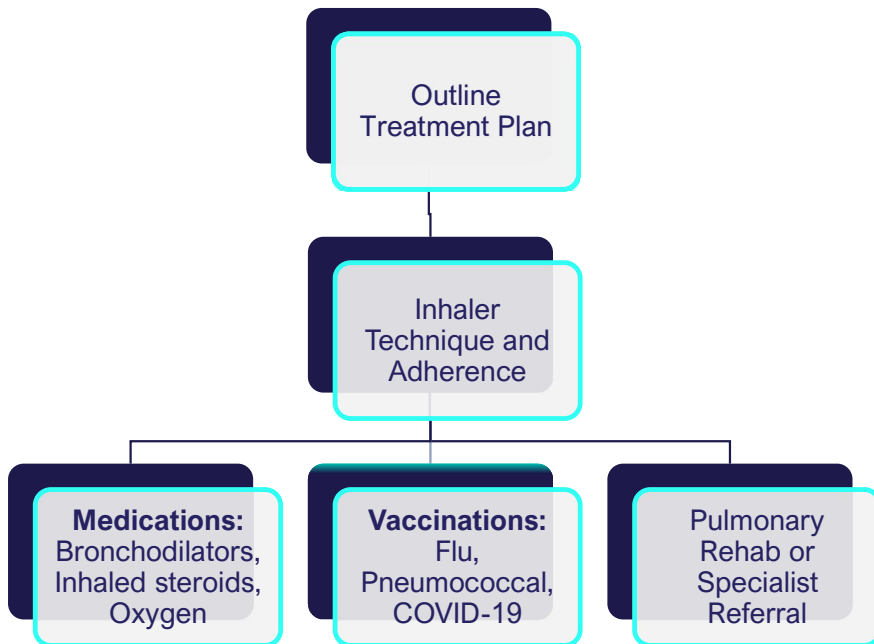 Outline
Treatment Plan
Inhaler
Technique and
Adherence
Medications:
Bronchodilators,
Inhaled steroids,
Oxygen
Vaccinations:
Flu,
Pneumococcal,
COVID-19
Pulmonary
Rehab or
Specialist
Referral